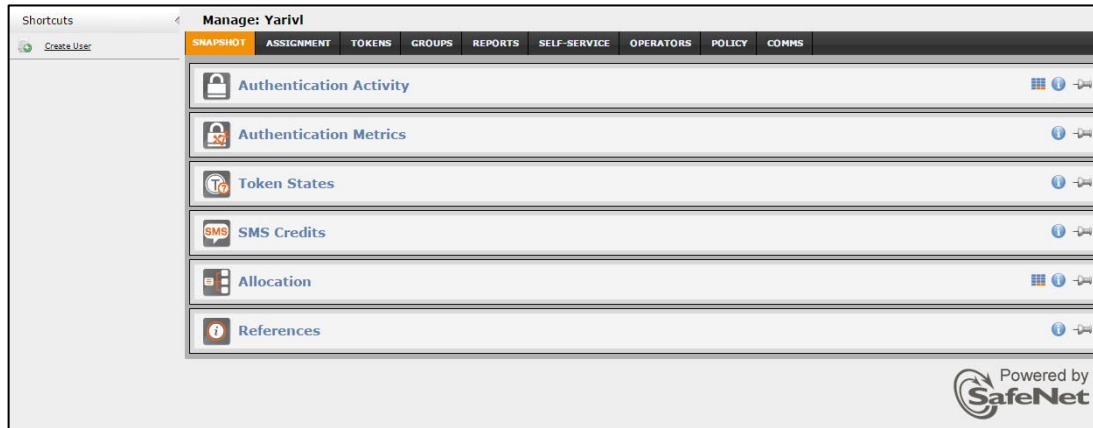 Shortcuts
Create User
Manage: Yarivl
SNAPSHOT ASSIGNMENT TOKENS GROUPS REPORTS SELF-SERVICE OPERATORS POLICY COMMS
Authentication Activity
Authentication Metrics
Token States
SMS SMS Credits
Allocation
References
Powered by
SafeNet